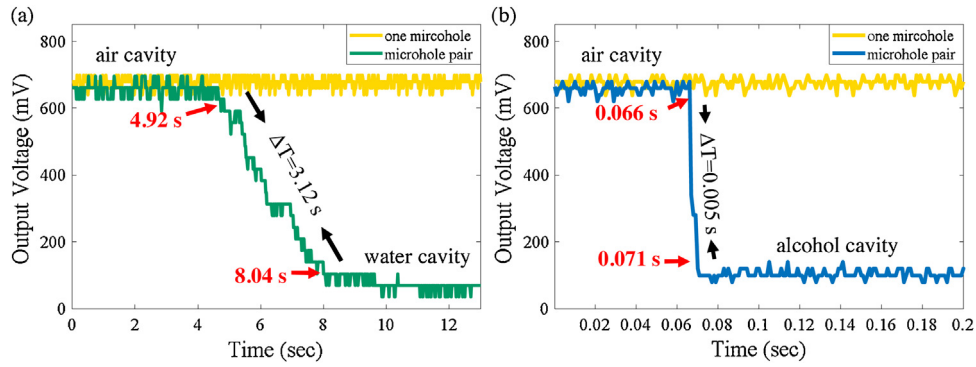 (a)
800
600
400
200
0
Output Voltage (mV)
air cavity
one mircohole
microhole pair
4.92 s
ΔT=3.12 s
8.04 s
water cavity
0 2 4 6 8 10 12
Time (sec)
(b)
800
600
400
200
0
Output Voltage (mV)
air cavity
one microhole
microhole pair
0.066 s
ΔT=0.005 s
0.071 s
alcohol cavity
0.02 0.04 0.06 0.08 0.1 0.12 0.14 0.16 0.18 0.2
Time (sec)